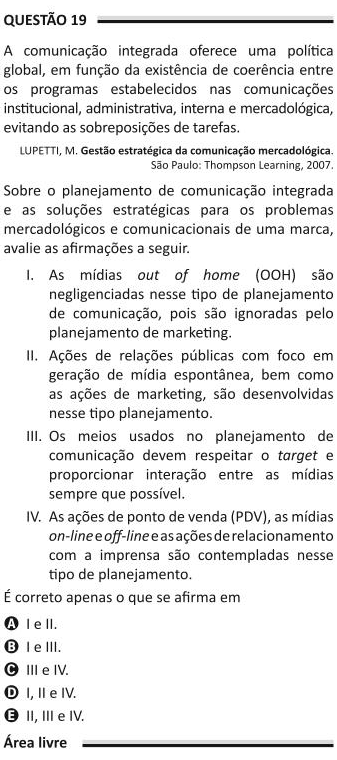 QUESTÃO 19
A comunicação integrada oferece uma política
global, em função da existência de coerência entre
os programas estabelecidos nas comunicações
institucional, administrativa, interna e mercadológica,
evitando as sobreposições de tarefas.
LUPETTI, M. Gestão estratégica da comunicação mercadológica.
São Paulo: Thompson Learning, 2007.
Sobre o planejamento de comunicação integrada
e as soluções estratégicas para os problemas
mercadológicos e comunicacionais de uma marca,
avalie as afirmações a seguir.
I. As mídias out of home (OOH) são
negligenciadas nesse tipo de planejamento
de comunicação, pois são ignoradas pelo
planejamento de marketing.
II. Ações de relações públicas com foco em
geração de mídia espontânea, bem como
as ações de marketing, são desenvolvidas
nesse tipo planejamento.
III. Os meios usados no planejamento de
comunicação devem respeitar o target e
proporcionar interação entre as mídias
sempre que possível.
IV. As ações de ponto de venda (PDV), as mídias
on-line e off-line e as ações de relacionamento
com a imprensa são contempladas nesse
tipo de planejamento.
É correto apenas o que se afirma em
A I e II.
B I e III.
C III e IV.
D I, II e IV.
E II, III e IV.
Área livre